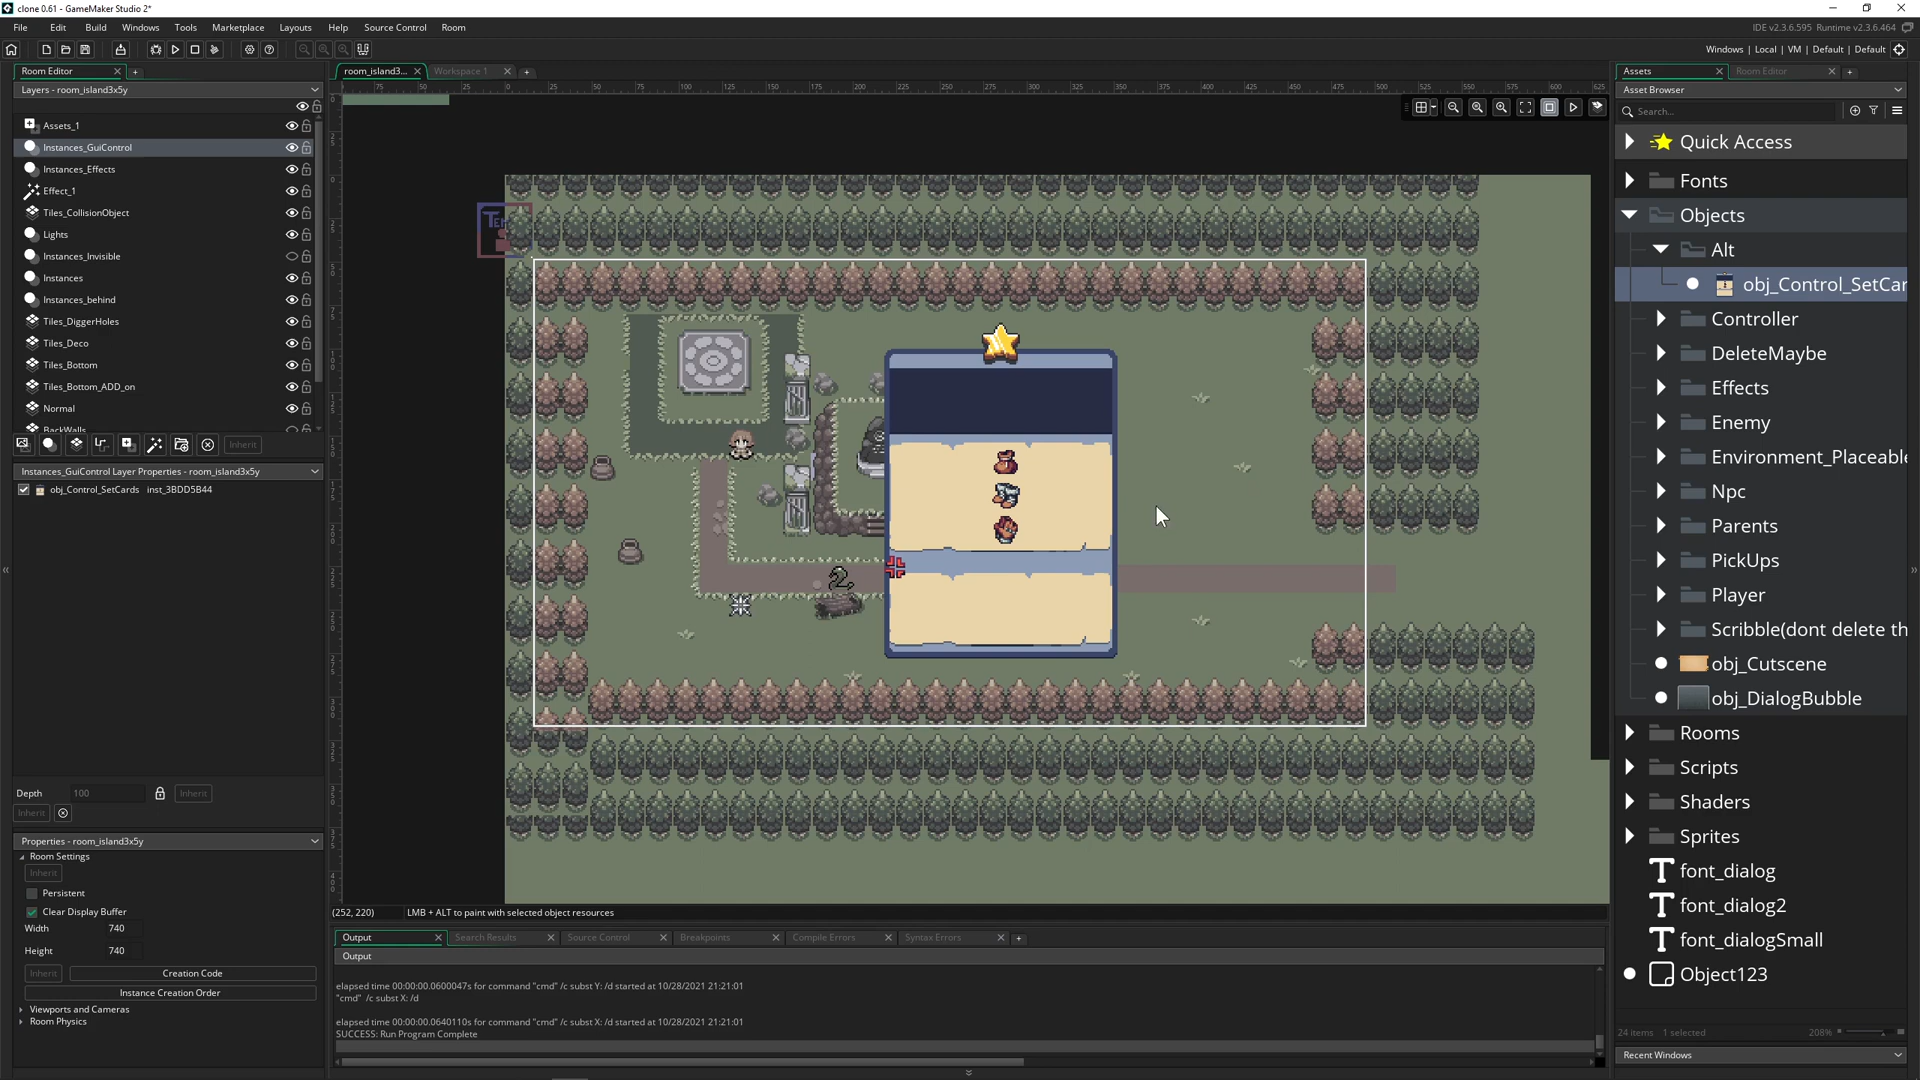 clone 0.61 - GameMaker Studio 2*
File Edit Build Windows Tools Marketplace Layouts Help Source Control Room
IDE v2.3.6.595 Runtime v2.3.6.464
Windows | Local | VM | Default | Default
Room Editor
Layers - room_island3x5y
Assets_1
Instances_GuiControl
Instances_Effects
Effect_1
Tiles_CollisionObject
Lights
Instances_Invisible
Instances
Instances_behind
Tiles_DiggerHoles
Tiles_Deco
Tiles_Bottom
Tiles_Bottom_ADD_on
Normal
BackWalls
Inherit
Instances_GuiControl Layer Properties - room_island3x5y
obj_Control_SetCards inst_3BDD5B44
Depth 100 Inherit
Inherit
Properties - room_island3x5y
Room Settings
Inherit
Persistent
Clear Display Buffer
Width 740
Height 740
Inherit Creation Code
Instance Creation Order
Viewports and Cameras
Room Physics
room_island3... Workspace 1
(252, 220) LMB + ALT to paint with selected object resources
Output Search Results Source Control Breakpoints Compile Errors Syntax Errors
Output
elapsed time 00:00:00.0600047s for command "cmd" /c subst Y: /d started at 10/28/2021 21:21:01
"cmd" /c subst X: /d
elapsed time 00:00:00.0640110s for command "cmd" /c subst X: /d started at 10/28/2021 21:21:01
SUCCESS: Run Program Complete
Assets Room Editor
Asset Browser
Search...
Quick Access
Fonts
Objects
Alt
obj_Control_SetCar
Controller
DeleteMaybe
Effects
Enemy
Environment_Placeable
Npc
Parents
PickUps
Player
Scribble(dont delete th
obj_Cutscene
obj_DialogBubble
Rooms
Scripts
Shaders
Sprites
font_dialog
font_dialog2
font_dialogSmall
Object123
24 items 1 selected 208%
Recent Windows